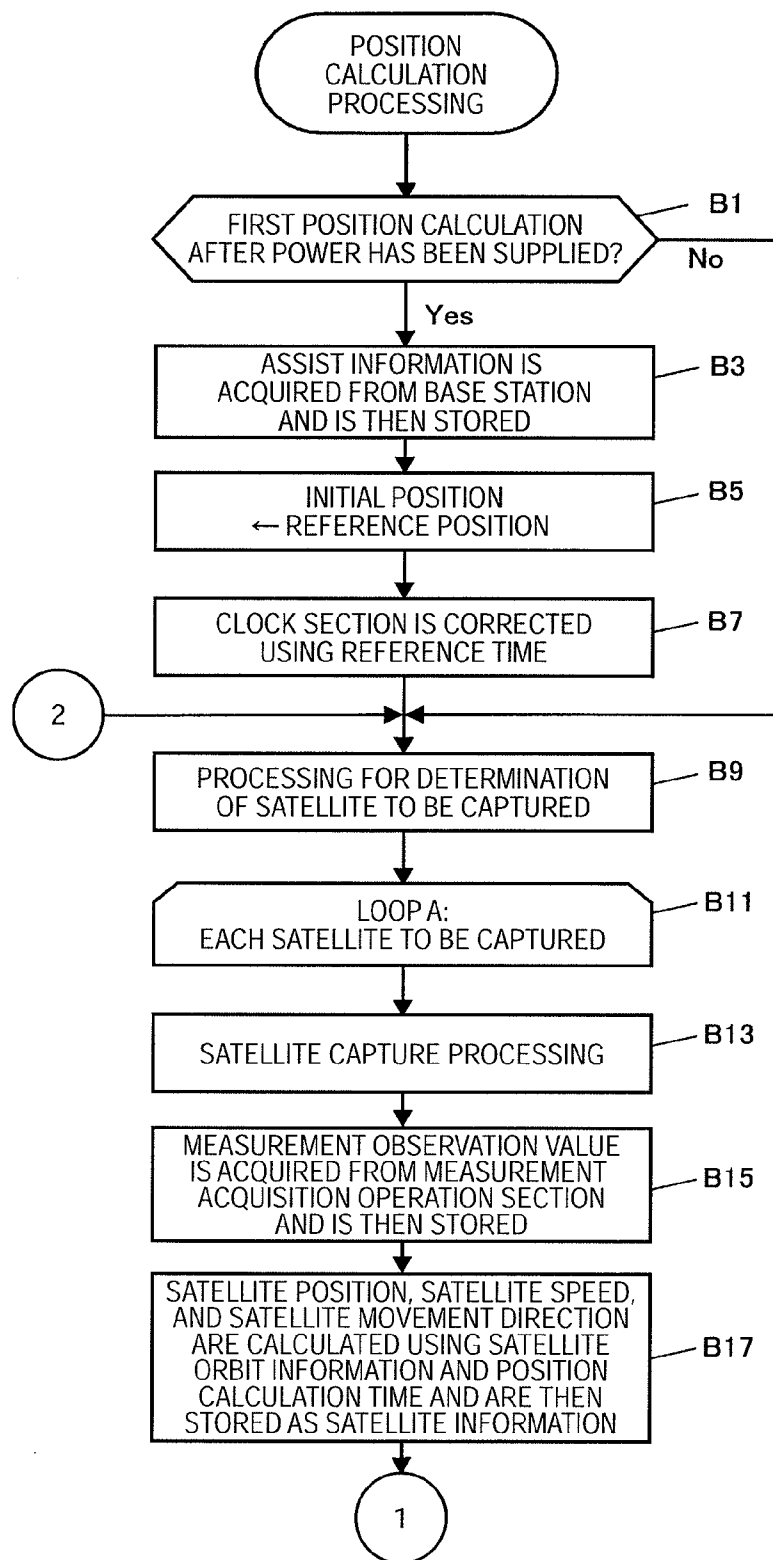 POSITION
CALCULATION
PROCESSING
FIRST POSITION CALCULATION
AFTER POWER HAS BEEN SUPPLIED?
B1
No
Yes
ASSIST INFORMATION IS
ACQUIRED FROM BASE STATION
AND IS THEN STORED
B3
INITIAL POSITION
← REFERENCE POSITION
B5
CLOCK SECTION IS CORRECTED
USING REFERENCE TIME
B7
2
PROCESSING FOR DETERMINATION
OF SATELLITE TO BE CAPTURED
B9
LOOP A:
EACH SATELLITE TO BE CAPTURED
B11
SATELLITE CAPTURE PROCESSING
B13
MEASUREMENT OBSERVATION VALUE
IS ACQUIRED FROM MEASUREMENT
ACQUISITION OPERATION SECTION
AND IS THEN STORED
B15
SATELLITE POSITION, SATELLITE SPEED,
AND SATELLITE MOVEMENT DIRECTION
ARE CALCULATED USING SATELLITE
ORBIT INFORMATION AND POSITION
CALCULATION TIME AND ARE THEN
STORED AS SATELLITE INFORMATION
B17
1